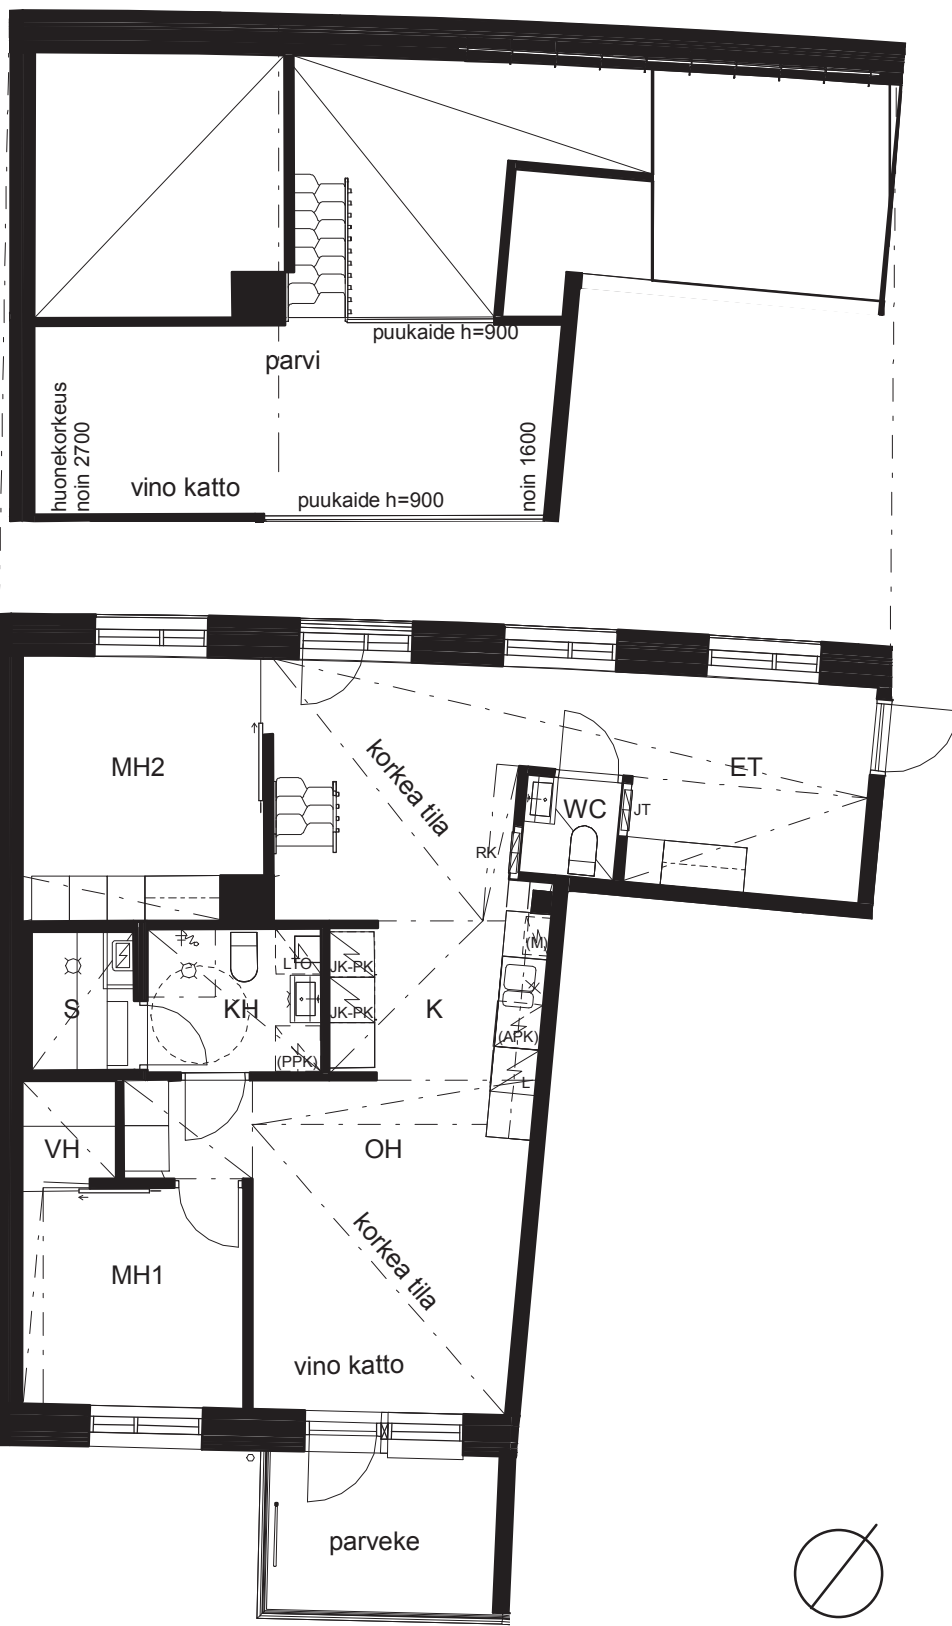 puukaide h=900
parvi
huonekorkeus
noin 2700
noin 1600
vino katto
puukaide h=900
MH2
korkea tila
ET
WC
JT
RK
(M)
LTO
JK-PK
S
KH
JK-PK
K
(APK)
(PPK)
L
VH
OH
MH1
korkea tila
vino katto
parveke